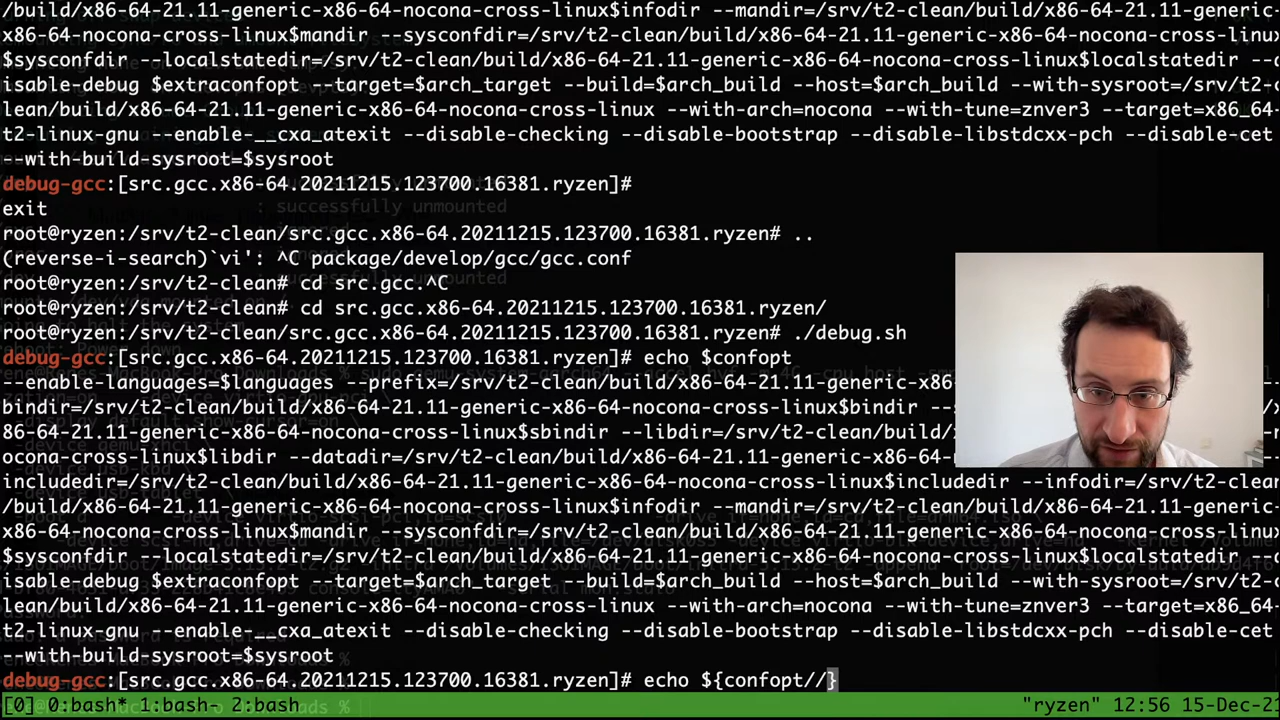 /build/x86-64-21.11-generic-x86-64-nocona-cross-linux$infodir --mandir=/srv/t2-clean/build/x86-64-21.11-generic-
x86-64-nocona-cross-linux$mandir --sysconfdir=/srv/t2-clean/build/x86-64-21.11-generic-x86-64-nocona-cross-linux
$sysconfdir --localstatedir=/srv/t2-clean/build/x86-64-21.11-generic-x86-64-nocona-cross-linux$localstatedir --d
isable-debug $extraconfopt --target=$arch_target --build=$arch_build --host=$arch_build --with-sysroot=/srv/t2-c
lean/build/x86-64-21.11-generic-x86-64-nocona-cross-linux --with-arch=nocona --with-tune=znver3 --target=x86_64-
t2-linux-gnu --enable-__cxa_atexit --disable-checking --disable-bootstrap --disable-libstdcxx-pch --disable-cet
--with-build-sysroot=$sysroot
debug-gcc:[src.gcc.x86-64.20211215.123700.16381.ryzen]#
exit
root@ryzen:/srv/t2-clean/src.gcc.x86-64.20211215.123700.16381.ryzen# ..
(reverse-i-search)`vi': ^C package/develop/gcc/gcc.conf
root@ryzen:/srv/t2-clean# cd src.gcc.^C
root@ryzen:/srv/t2-clean# cd src.gcc.x86-64.20211215.123700.16381.ryzen/
root@ryzen:/srv/t2-clean/src.gcc.x86-64.20211215.123700.16381.ryzen# ./debug.sh
debug-gcc:[src.gcc.x86-64.20211215.123700.16381.ryzen]# echo $confopt
--enable-languages=$languages --prefix=/srv/t2-clean/build/x86-64-21.11-
bindir=/srv/t2-clean/build/x86-64-21.11-generic-x86-64-nocona-cross-linux$bindir --s
86-64-21.11-generic-x86-64-nocona-cross-linux$sbindir --libdir=/srv/t2-clean/build/
ocona-cross-linux$libdir --datadir=/srv/t2-clean/build/x86-64-21.11-
includedir=/srv/t2-clean/build/x86-64-21.11-generic-x86-64-nocona-cross-linux$includedir --infodir=/srv/t2-clean
/build/x86-64-21.11-generic-x86-64-nocona-cross-linux$infodir --mandir=/srv/t2-clean/build/x86-64-21.11-generic-
x86-64-nocona-cross-linux$mandir --sysconfdir=/srv/t2-clean/build/x86-64-21.11-generic-x86-64-nocona-cross-linux
$sysconfdir --localstatedir=/srv/t2-clean/build/x86-64-21.11-generic-x86-64-nocona-cross-linux$localstatedir --d
isable-debug $extraconfopt --target=$arch_target --build=$arch_build --host=$arch_build --with-sysroot=/srv/t2-c
lean/build/x86-64-21.11-generic-x86-64-nocona-cross-linux --with-arch=nocona --with-tune=znver3 --target=x86_64-
t2-linux-gnu --enable-__cxa_atexit --disable-checking --disable-bootstrap --disable-libstdcxx-pch --disable-cet
--with-build-sysroot=$sysroot
debug-gcc:[src.gcc.x86-64.20211215.123700.16381.ryzen]# echo ${confopt//}
[0] 0:bash* 1:bash- 2:bash "ryzen" 12:56 15-Dec-21